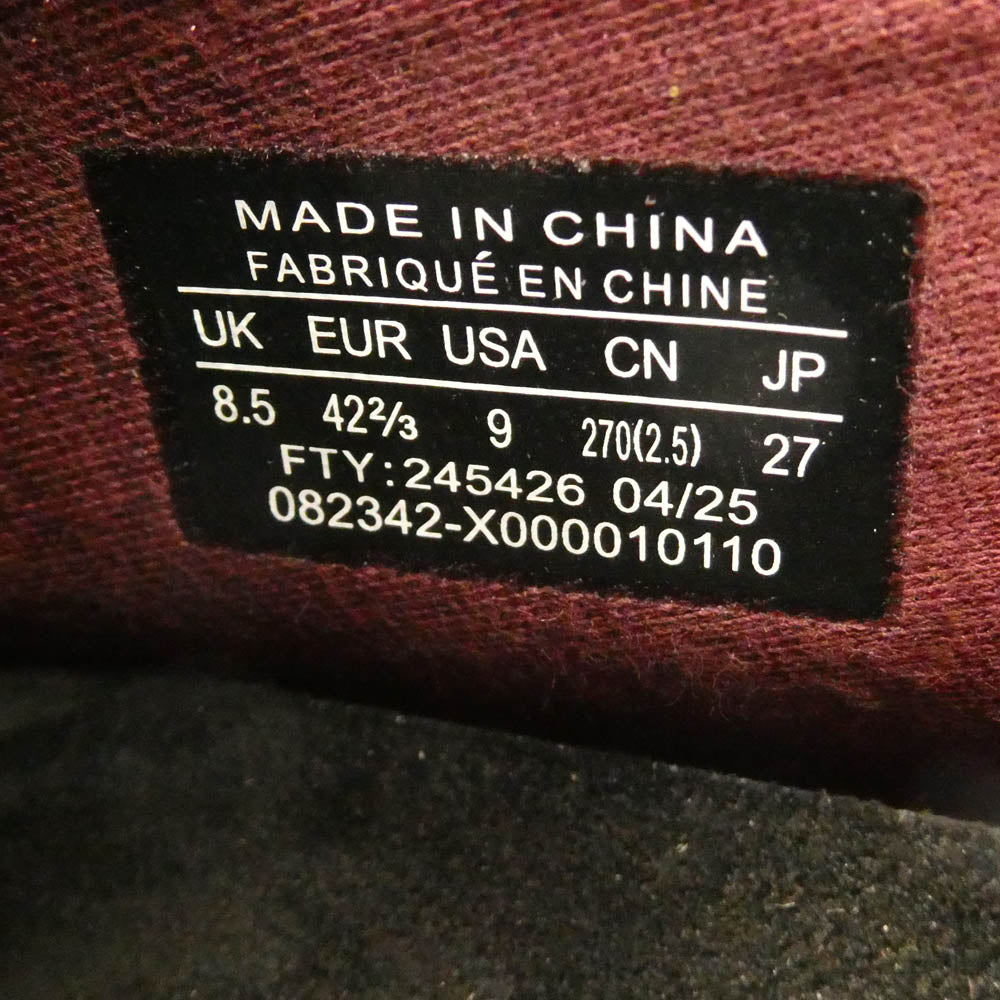 MADE IN CHINA
FABRIQUÉ EN CHINE
UK EUR USA CN JP
8.5 42⅔ 9 270(2.5) 27
FTY:245426 04/25
082342-X000010110